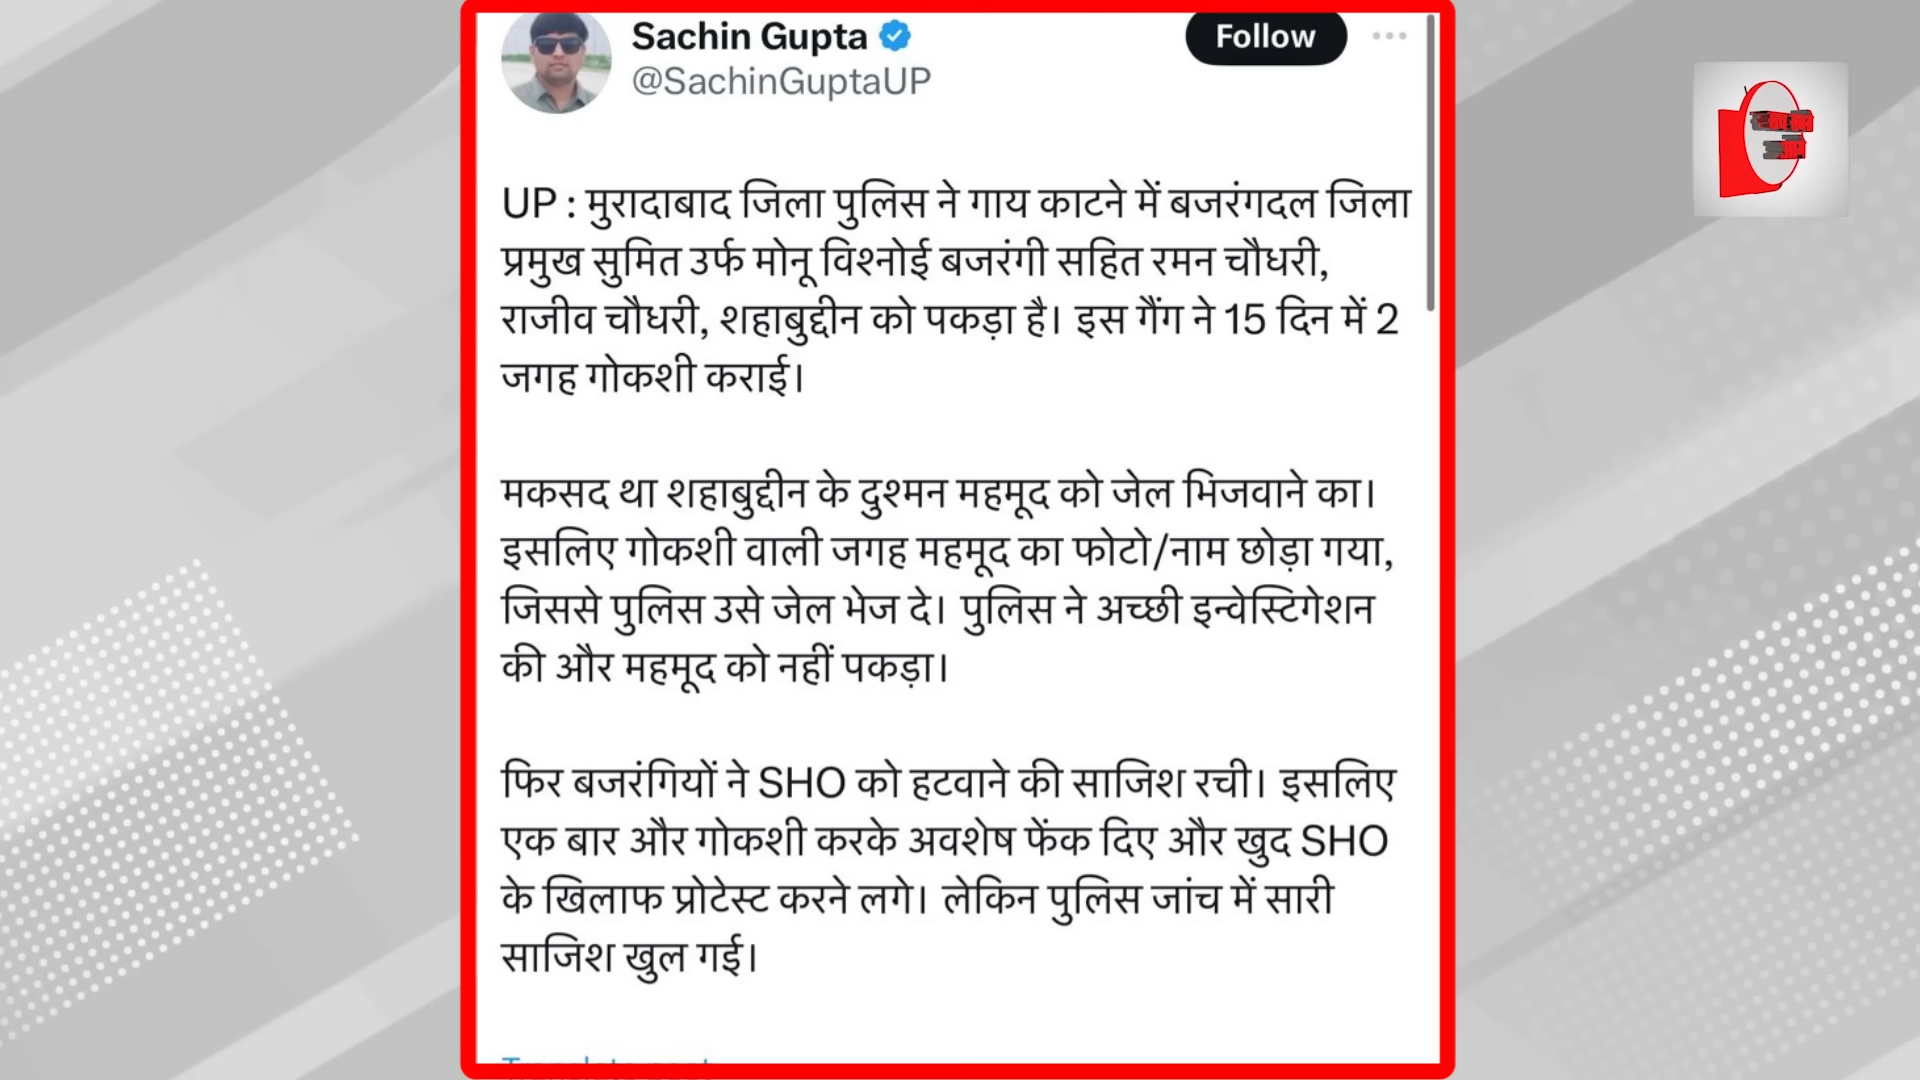 Sachin Gupta
Follow
@SachinGuptaUP
UP : मुरादाबाद जिला पुलिस ने गाय काटने में बजरंगदल जिला
प्रमुख सुमित उर्फ मोनू विश्नोई बजरंगी सहित रमन चौधरी,
राजीव चौधरी, शहाबुद्दीन को पकड़ा है। इस गैंग ने 15 दिन में 2
जगह गोकशी कराई।
मकसद था शहाबुद्दीन के दुश्मन महमूद को जेल भिजवाने का।
इसलिए गोकशी वाली जगह महमूद का फोटो/नाम छोड़ा गया,
जिससे पुलिस उसे जेल भेज दे। पुलिस ने अच्छी इन्वेस्टिगेशन
की और महमूद को नहीं पकड़ा।
फिर बजरंगियों ने SHO को हटवाने की साजिश रची। इसलिए
एक बार और गोकशी करके अवशेष फेंक दिए और खुद SHO
के खिलाफ प्रोटेस्ट करने लगे। लेकिन पुलिस जांच में सारी
साजिश खुल गई।